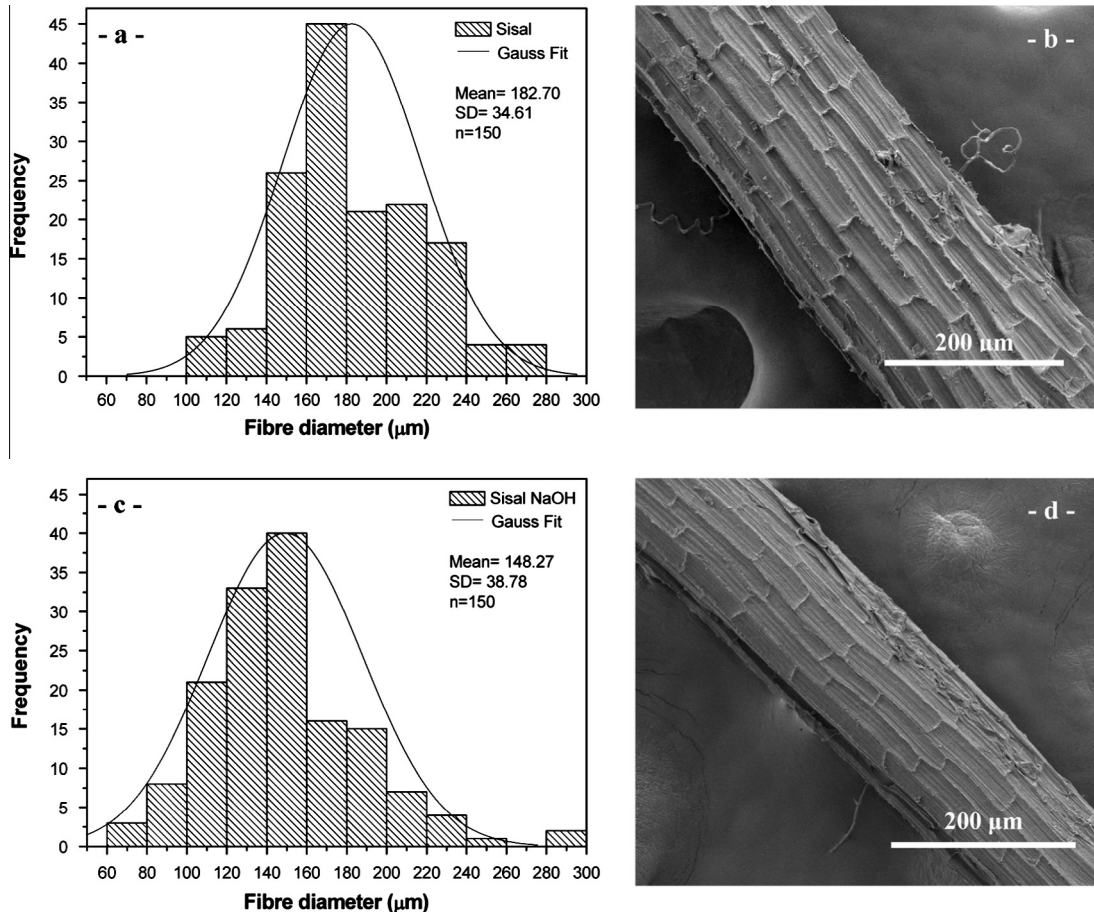 - a -
Sisal
Gauss Fit
Mean= 182.70
SD= 34.61
n=150
45
40
35
30
25
20
15
10
5
0
Frequency
60 80 100 120 140 160 180 200 220 240 260 280 300
Fibre diameter (µm)
- b -
200 µm
- c -
Sisal NaOH
Gauss Fit
Mean= 148.27
SD= 38.78
n=150
45
40
35
30
25
20
15
10
5
0
Frequency
60 80 100 120 140 160 180 200 220 240 260 280 300
Fibre diameter (µm)
- d -
200 µm